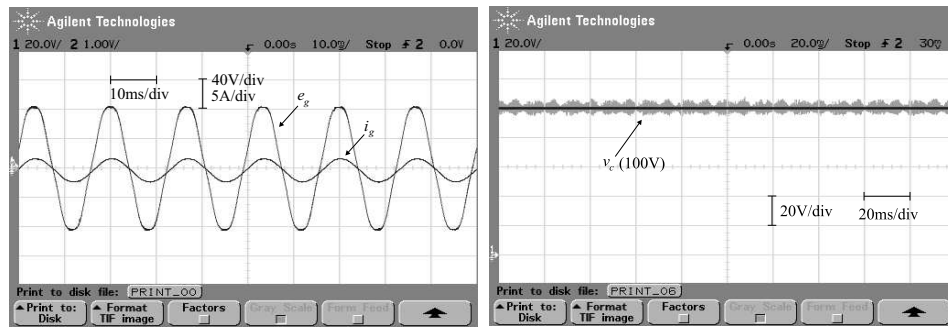 Agilent Technologies
1 20.0V/ 2 1.00V/ 0.00s 10.0㎳/ Stop 2 0.0V
10ms/div
40V/div
5A/div
e_g
i_g
Print to disk file: PRINT_00
Print to: Disk
Format TIF image
Factors
Gray Scale
Form Feed
Agilent Technologies
1 20.0V/ 0.00s 20.0㎳/ Stop 2
v_c (100V)
20V/div
20ms/div
Print to disk file: PRINT_06
Print to: Disk
Format TIF image
Factors
Gray Scale
Form Feed